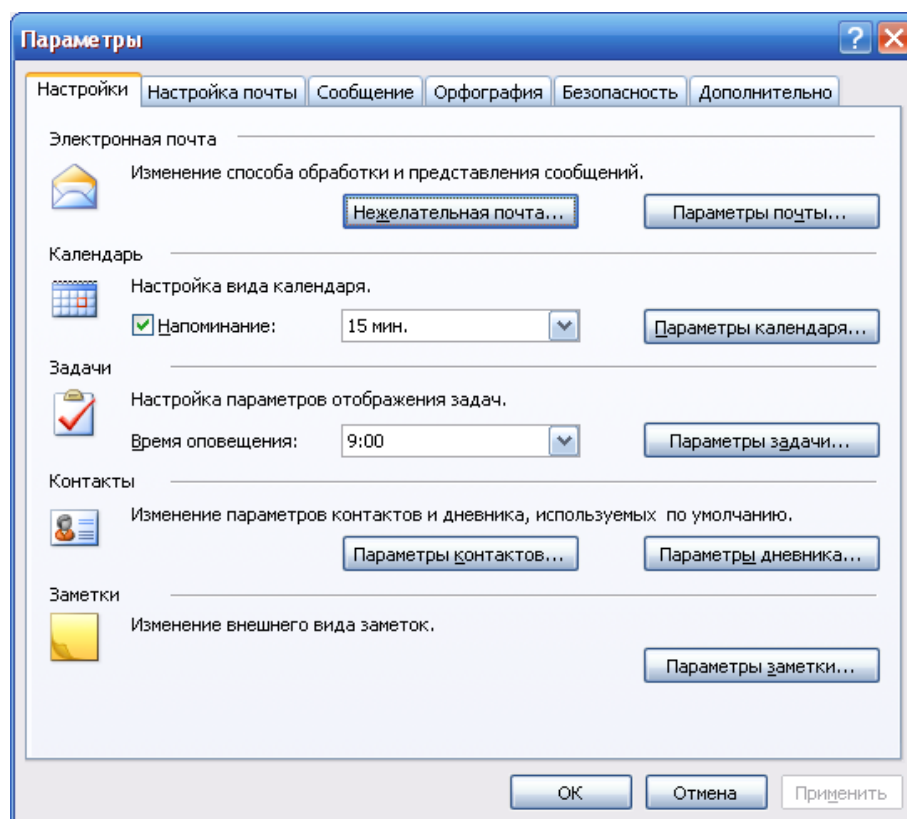 Параметры
Настройки Настройка почты Сообщение Орфография Безопасность Дополнительно
Электронная почта
Изменение способа обработки и представления сообщений.
Нежелательная почта... Параметры почты...
Календарь
Настройка вида календаря.
Напоминание: 15 мин. Параметры календаря...
Задачи
Настройка параметров отображения задач.
Время оповещения: 9:00 Параметры задачи...
Контакты
Изменение параметров контактов и дневника, используемых по умолчанию.
Параметры контактов... Параметры дневника...
Заметки
Изменение внешнего вида заметок.
Параметры заметки...
ОК Отмена Применить